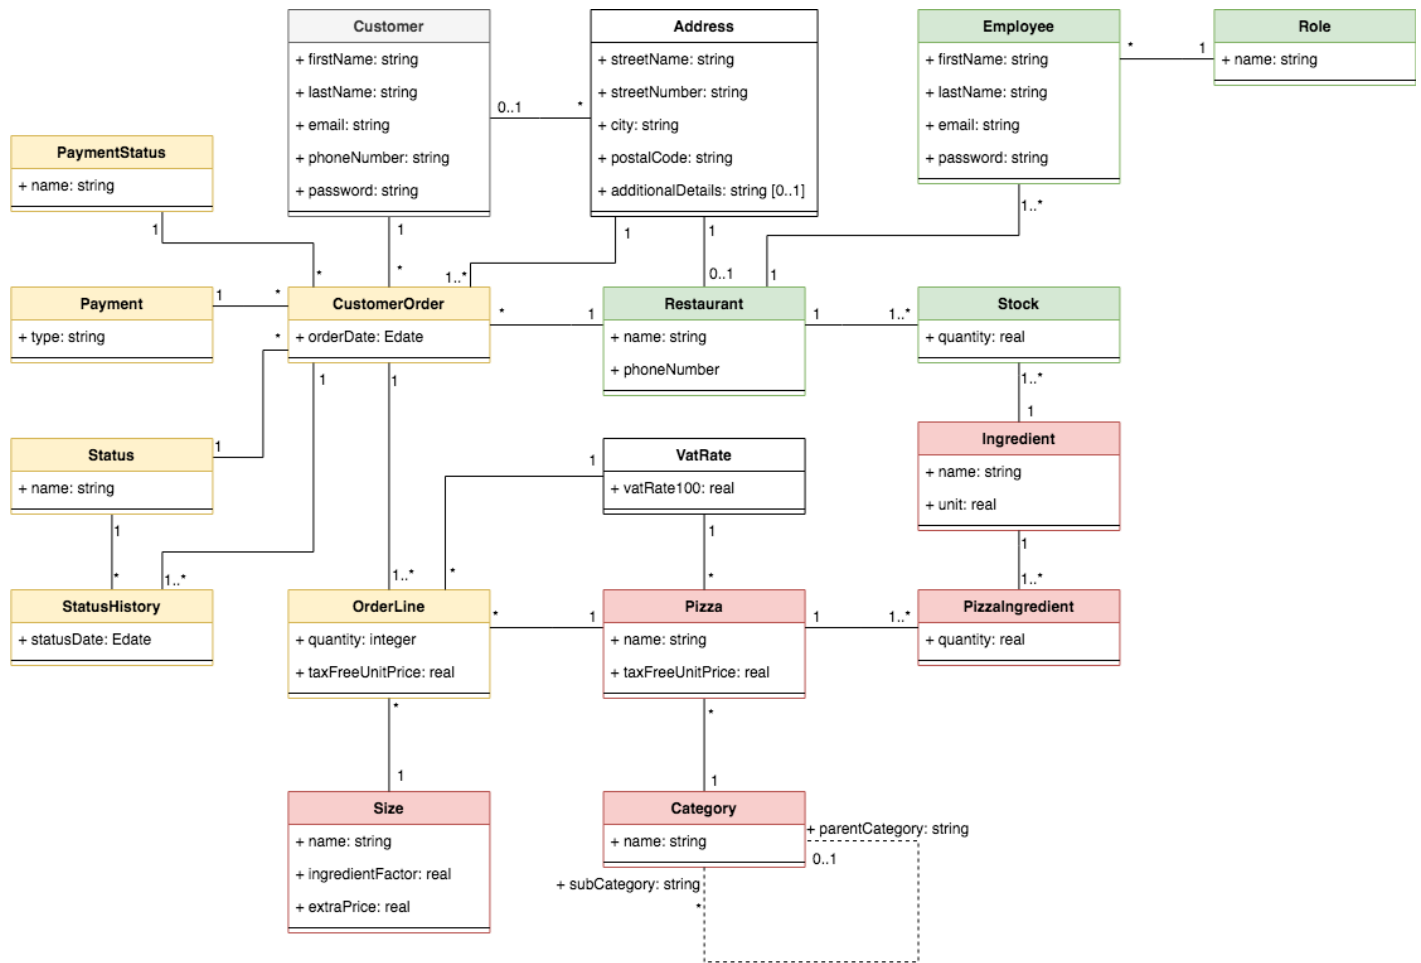 Customer
+ firstName: string
+ lastName: string
+ email: string
+ phoneNumber: string
+ password: string
Address
+ streetName: string
+ streetNumber: string
+ city: string
+ postalCode: string
+ additionalDetails: string [0..1]
Employee
+ firstName: string
+ lastName: string
+ email: string
+ password: string
Role
+ name: string
0..1
*
*
1
PaymentStatus
+ name: string
1
*
1
*
1
1..*
1
0..1
1..*
1
Payment
+ type: string
1
*
CustomerOrder
+ orderDate: Edate
*
1
Restaurant
+ name: string
+ phoneNumber
1
1..*
Stock
+ quantity: real
*
1
1
1
1..*
1
Status
+ name: string
VatRate
+ vatRate100: real
1
Ingredient
+ name: string
+ unit: real
1
*
1..*
1..*
*
1
*
1
1..*
StatusHistory
+ statusDate: Edate
OrderLine
+ quantity: integer
+ taxFreeUnitPrice: real
*
1
Pizza
+ name: string
+ taxFreeUnitPrice: real
1
1..*
PizzaIngredient
+ quantity: real
*
1
*
1
Size
+ name: string
+ ingredientFactor: real
+ extraPrice: real
Category
+ name: string
+ parentCategory: string
0..1
+ subCategory: string
*